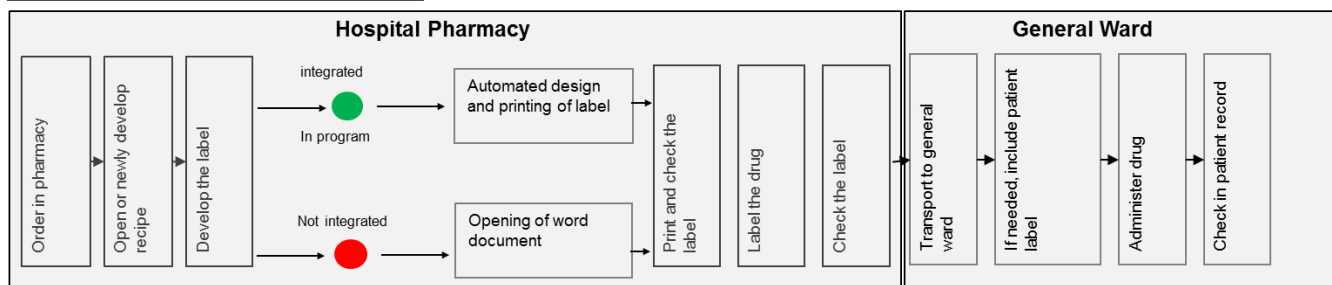 Hospital Pharmacy
General Ward
Order in pharmacy
Open or newly develop
recipe
Develop the label
integrated
In program
Automated design
and printing of label
Not integrated
Opening of word
document
Print and check the
label
Label the drug
Check the label
Transport to general
ward
If needed, include patient
label
Administer drug
Check in patient record